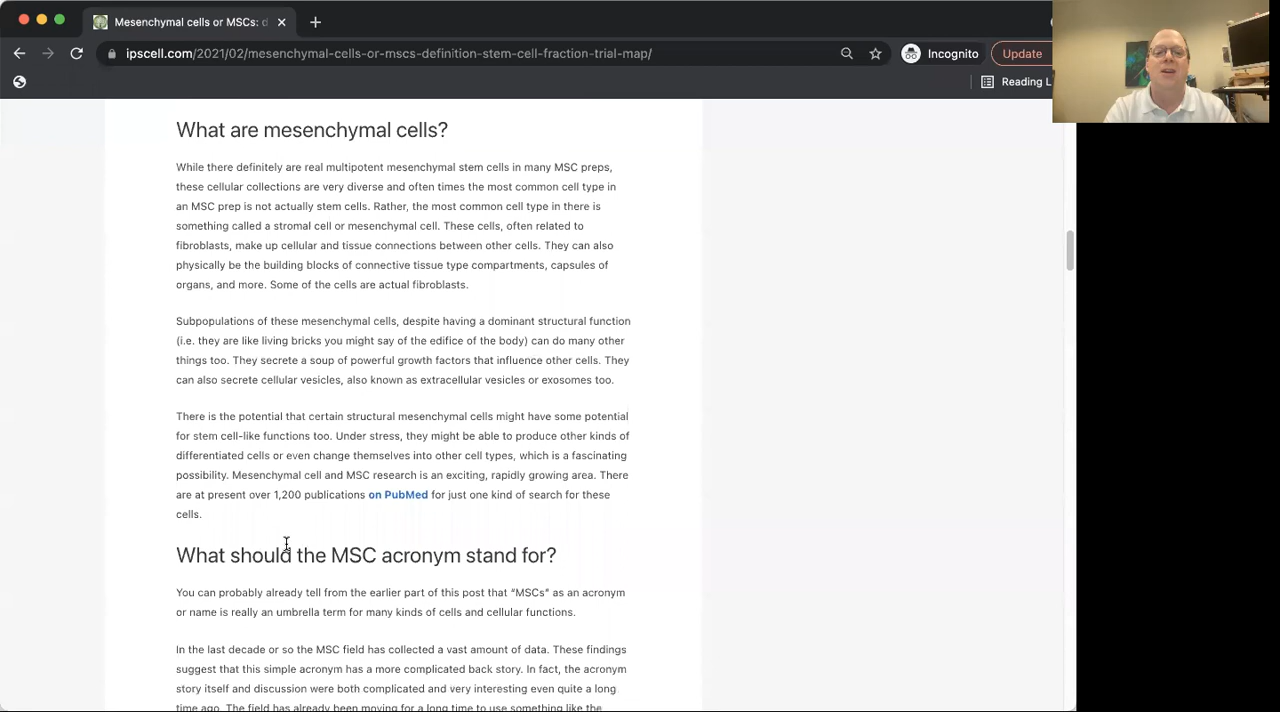 Mesenchymal cells or MSCs: d
ipscell.com/2021/02/mesenchymal-cells-or-mscs-definition-stem-cell-fraction-trial-map/
Incognito
Update
Reading L
What are mesenchymal cells?
While there definitely are real multipotent mesenchymal stem cells in many MSC preps,
these cellular collections are very diverse and often times the most common cell type in
an MSC prep is not actually stem cells. Rather, the most common cell type in there is
something called a stromal cell or mesenchymal cell. These cells, often related to
fibroblasts, make up cellular and tissue connections between other cells. They can also
physically be the building blocks of connective tissue type compartments, capsules of
organs, and more. Some of the cells are actual fibroblasts.
Subpopulations of these mesenchymal cells, despite having a dominant structural function
(i.e. they are like living bricks you might say of the edifice of the body) can do many other
things too. They secrete a soup of powerful growth factors that influence other cells. They
can also secrete cellular vesicles, also known as extracellular vesicles or exosomes too.
There is the potential that certain structural mesenchymal cells might have some potential
for stem cell-like functions too. Under stress, they might be able to produce other kinds of
differentiated cells or even change themselves into other cell types, which is a fascinating
possibility. Mesenchymal cell and MSC research is an exciting, rapidly growing area. There
are at present over 1,200 publications on PubMed for just one kind of search for these
cells.
What should the MSC acronym stand for?
You can probably already tell from the earlier part of this post that “MSCs” as an acronym
or name is really an umbrella term for many kinds of cells and cellular functions.
In the last decade or so the MSC field has collected a vast amount of data. These findings
suggest that this simple acronym has a more complicated back story. In fact, the acronym
story itself and discussion were both complicated and very interesting even quite a long
time ago. The field has already been moving for a long time to use something like the